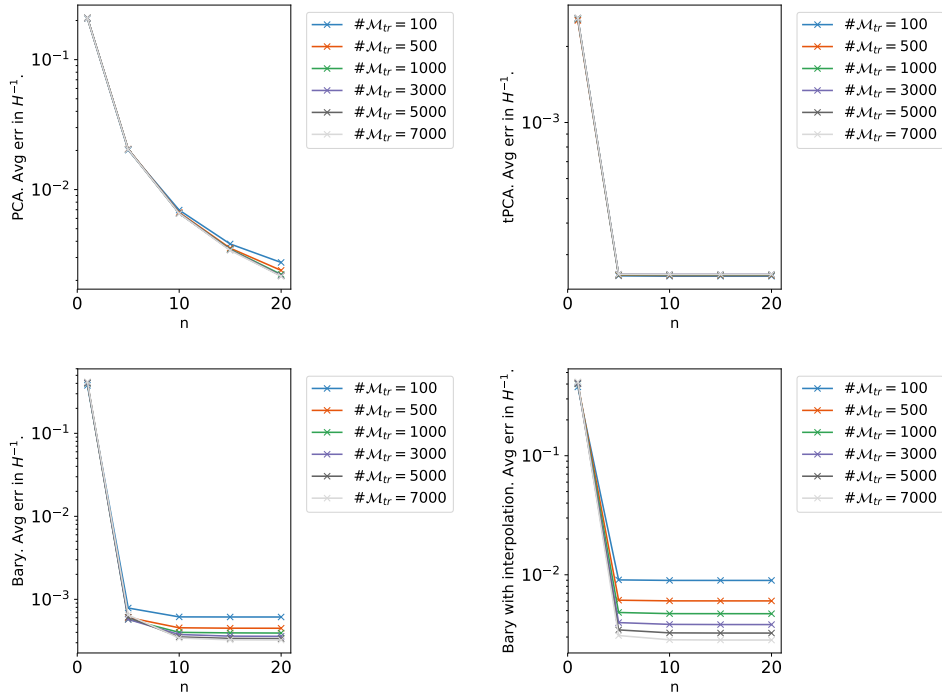 PCA. Avg err in $H^{-1}$.
10⁻¹
10⁻²
0
10
20
n
#ℳ_tr = 100
#ℳ_tr = 500
#ℳ_tr = 1000
#ℳ_tr = 3000
#ℳ_tr = 5000
#ℳ_tr = 7000
tPCA. Avg err in $H^{-1}$.
10⁻³
0
10
20
n
#ℳ_tr = 100
#ℳ_tr = 500
#ℳ_tr = 1000
#ℳ_tr = 3000
#ℳ_tr = 5000
#ℳ_tr = 7000
Bary. Avg err in $H^{-1}$.
10⁻¹
10⁻²
10⁻³
0
10
20
n
#ℳ_tr = 100
#ℳ_tr = 500
#ℳ_tr = 1000
#ℳ_tr = 3000
#ℳ_tr = 5000
#ℳ_tr = 7000
Bary with interpolation. Avg err in $H^{-1}$.
10⁻¹
10⁻²
0
10
20
n
#ℳ_tr = 100
#ℳ_tr = 500
#ℳ_tr = 1000
#ℳ_tr = 3000
#ℳ_tr = 5000
#ℳ_tr = 7000